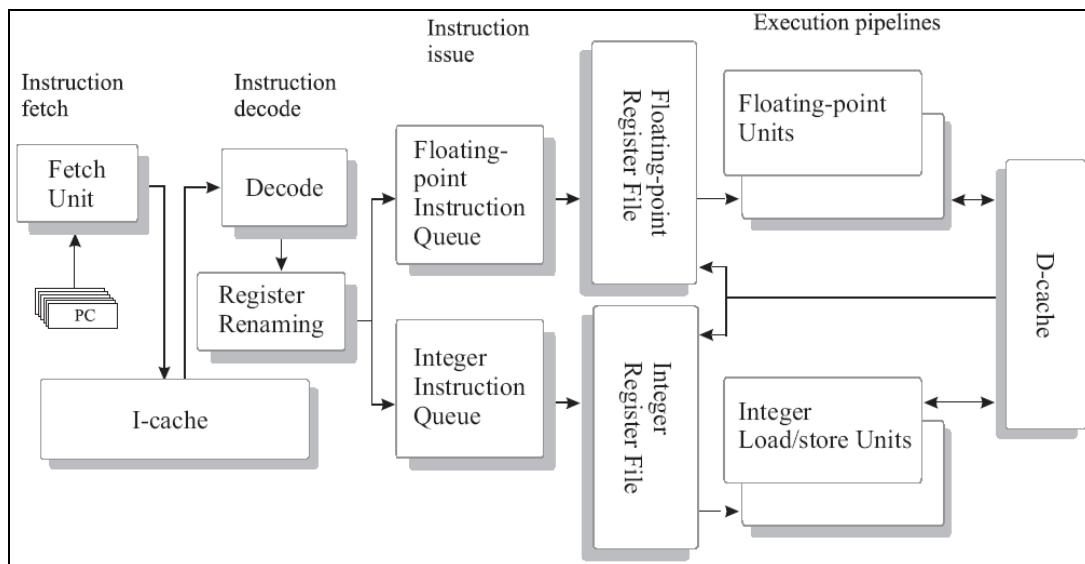 Instruction
fetch
Instruction
decode
Instruction
issue
Execution pipelines
Fetch
Unit
PC
I-cache
Decode
Register
Renaming
Floating-
point
Instruction
Queue
Integer
Instruction
Queue
Floating-point
Register File
Integer
Register File
Floating-point
Units
Integer
Load/store Units
D-cache